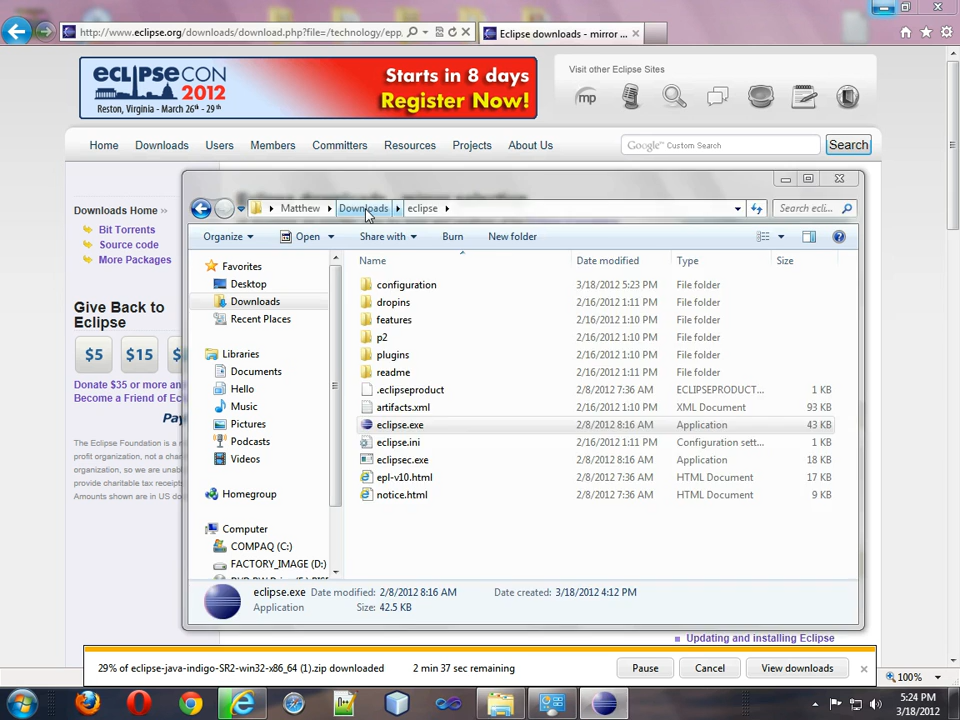 http://www.eclipse.org/downloads/download.php?file=/technology/epp
Eclipse downloads - mirror ...
eclipseCON
2012
Reston, Virginia - March 26th - 29th
Starts in 8 days
Register Now!
Visit other Eclipse Sites
mp
Home
Downloads
Users
Members
Committers
Resources
Projects
About Us
Google™ Custom Search
Search
Downloads Home »
Bit Torrents
Source code
More Packages
Give Back to
Eclipse
$5
$15
Donate $35 or more an
Become a Friend of Ec
The Eclipse Foundation is a n
profit organization, not a char
organization, so we are unabl
provide charitable tax receipts
Amounts shown are in US do
Matthew
Downloads
eclipse
Search ecli...
Organize
Open
Share with
Burn
New folder
Favorites
Desktop
Downloads
Recent Places
Libraries
Documents
Hello
Music
Pictures
Podcasts
Videos
Homegroup
Computer
COMPAQ (C:)
FACTORY_IMAGE (D:)
Name Date modified Type Size
configuration 3/18/2012 5:23 PM File folder
dropins 2/16/2012 1:11 PM File folder
features 2/16/2012 1:10 PM File folder
p2 2/16/2012 1:10 PM File folder
plugins 2/16/2012 1:10 PM File folder
readme 2/16/2012 1:10 PM File folder
.eclipseproduct 2/8/2012 7:36 AM ECLIPSEPRODUCT... 1 KB
artifacts.xml 2/16/2012 1:10 PM XML Document 93 KB
eclipse.exe 2/8/2012 8:16 AM Application 43 KB
eclipse.ini 2/16/2012 1:11 PM Configuration sett... 1 KB
eclipsec.exe 2/8/2012 8:16 AM Application 18 KB
epl-v10.html 2/8/2012 7:36 AM HTML Document 17 KB
notice.html 2/8/2012 7:36 AM HTML Document 9 KB
eclipse.exe Date modified: 2/8/2012 8:16 AM Date created: 3/18/2012 4:12 PM
Application Size: 42.5 KB
Updating and installing Eclipse
29% of eclipse-java-indigo-SR2-win32-x86_64 (1).zip downloaded 2 min 37 sec remaining
Pause
Cancel
View downloads
100%
5:24 PM
3/18/2012